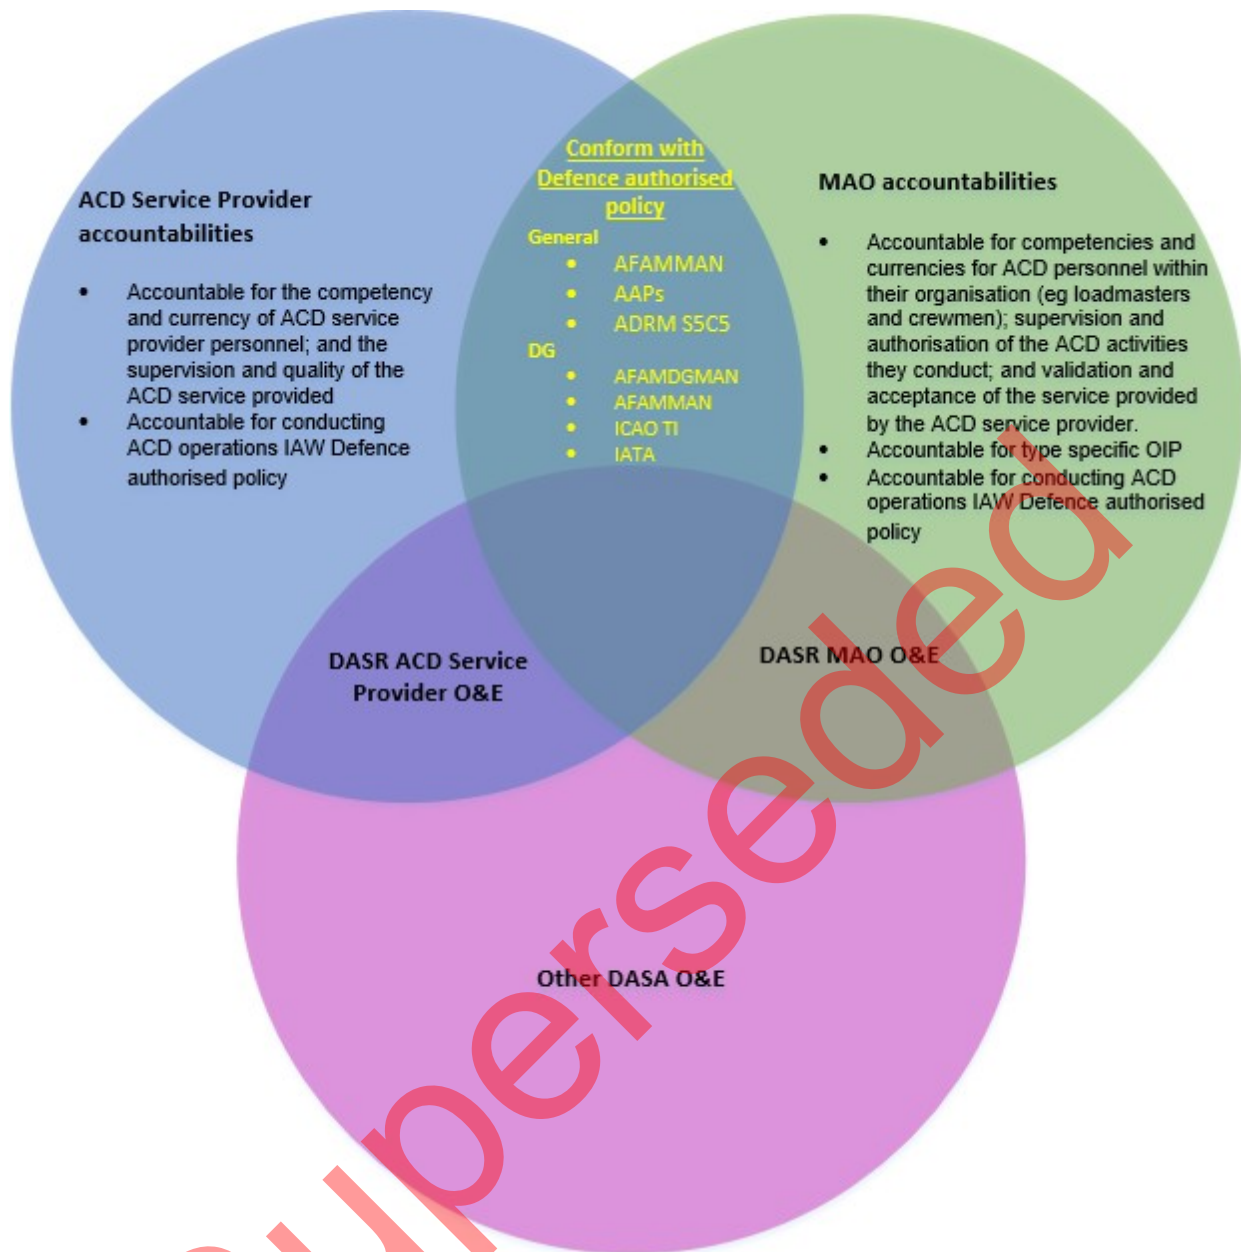 ACD Service Provider
accountabilities
• Accountable for the competency
and currency of ACD service
provider personnel; and the
supervision and quality of the
ACD service provided
• Accountable for conducting
ACD operations IAW Defence
authorised policy
Conform with
Defence authorised
policy
General
• AFAMMAN
• AAPs
• ADRM S5C5
DG
• AFAMDGMAN
• AFAMMAN
• ICAO TI
• IATA
MAO accountabilities
• Accountable for competencies and
currencies for ACD personnel within
their organisation (eg loadmasters
and crewmen); supervision and
authorisation of the ACD activities
they conduct; and validation and
acceptance of the service provided
by the ACD service provider.
• Accountable for type specific OIP
• Accountable for conducting ACD
operations IAW Defence authorised
policy
DASR ACD Service
Provider O&E
DASR MAO O&E
Other DASA O&E
uperseded